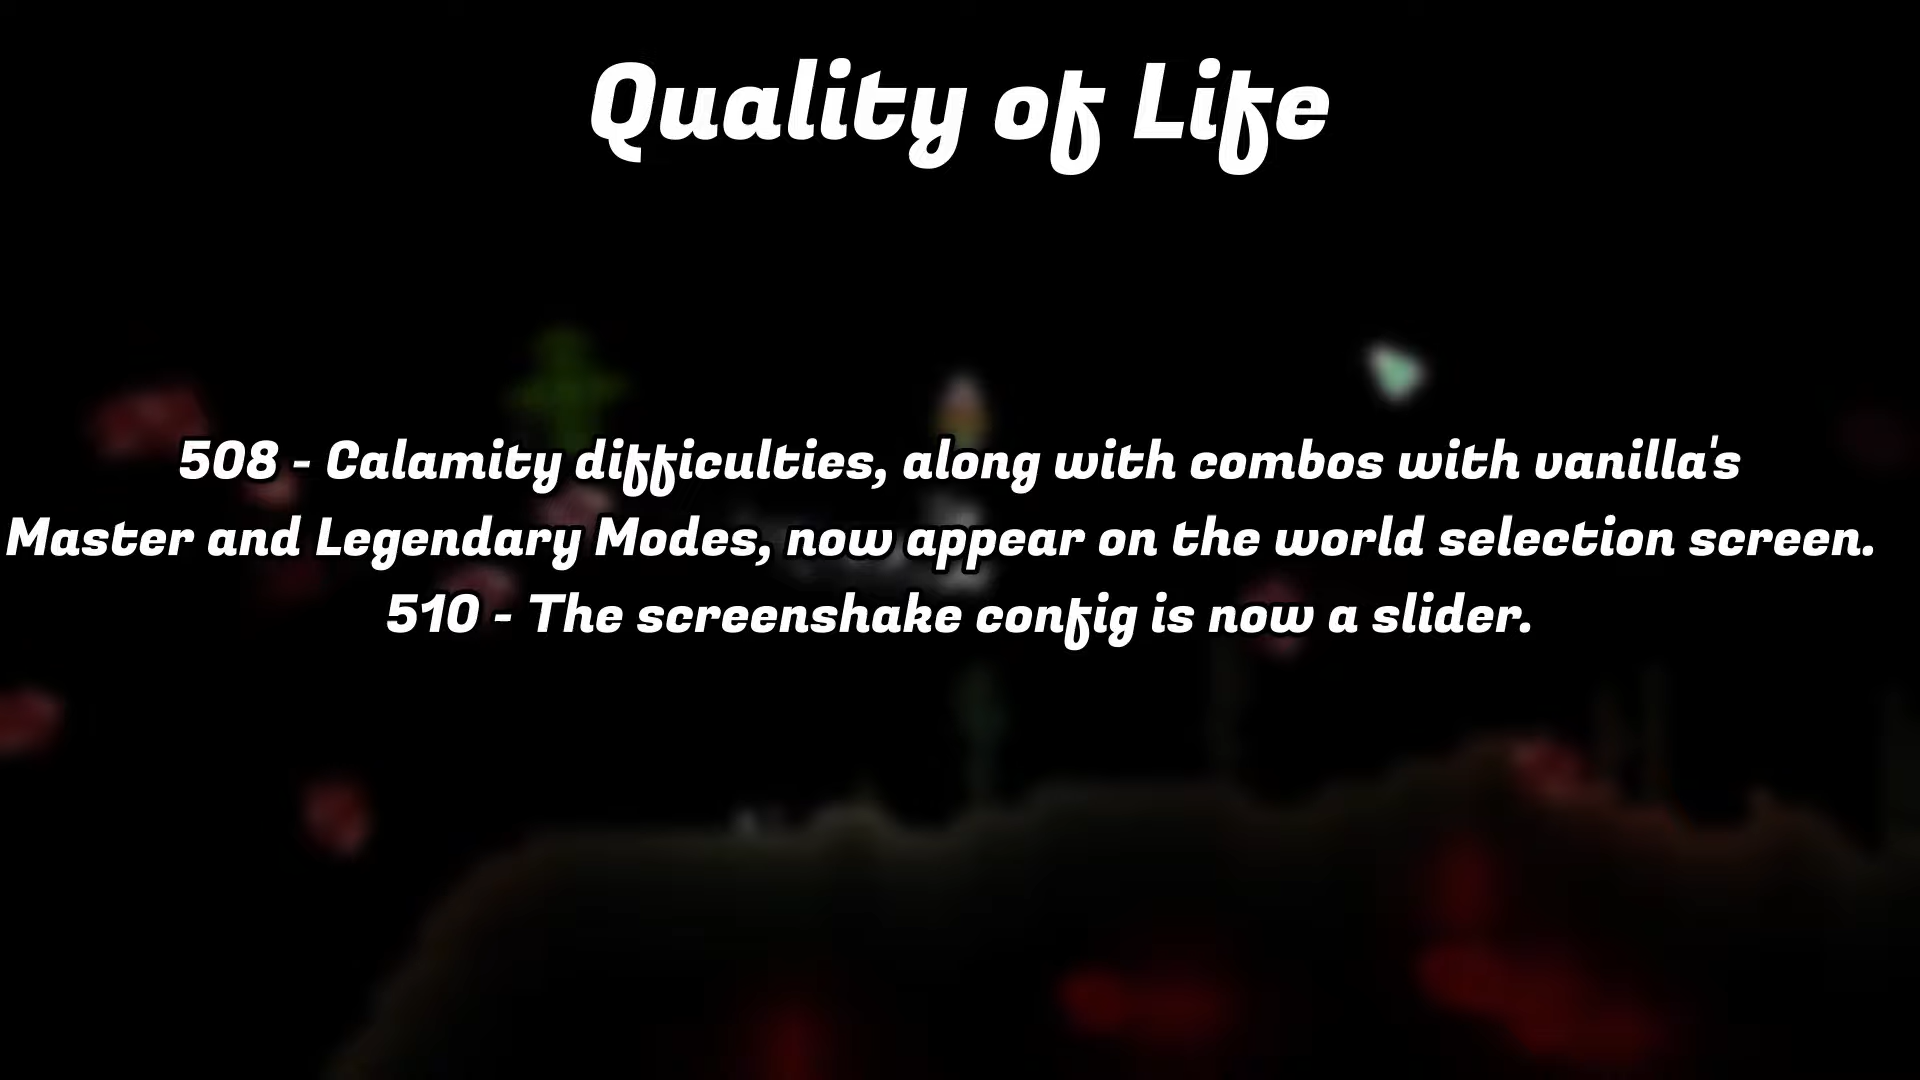 Quality of Life
508 - Calamity difficulties, along with combos with vanilla's
Master and Legendary Modes, now appear on the world selection screen.
510 - The screenshake config is now a slider.